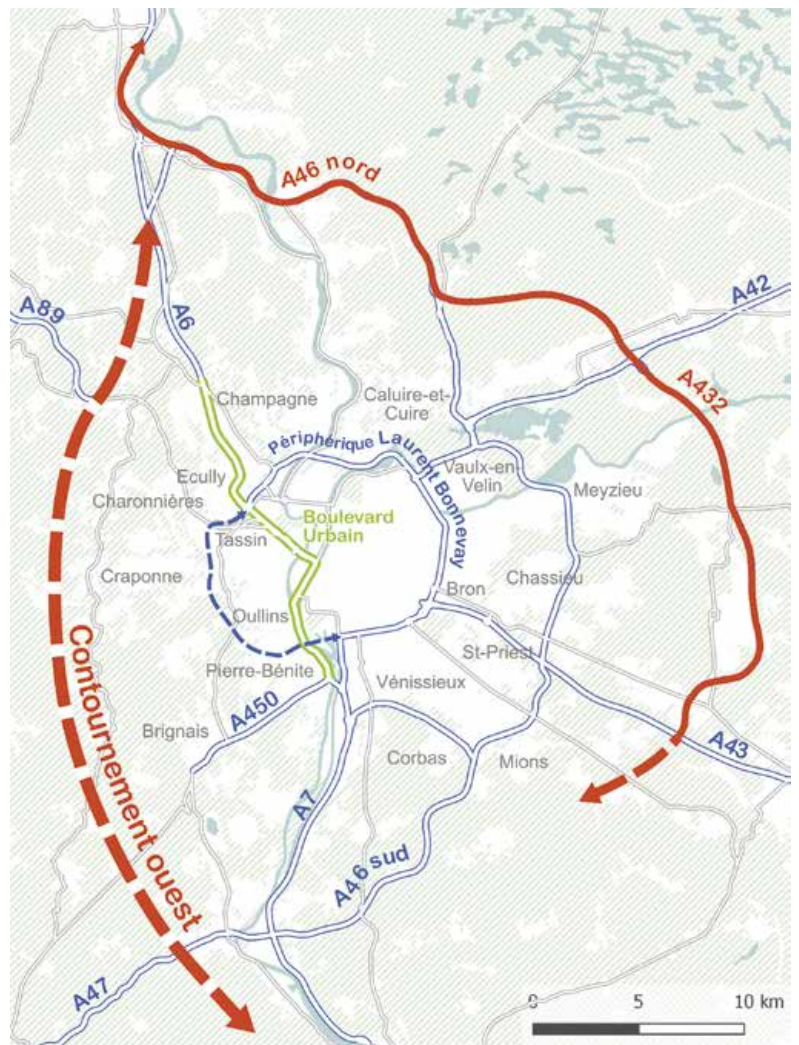 A46 nord
A42
A89
A6
A432
Champagne
Caluire-et-
Cuire
Périphérique Laurent Bonnevay
Ecully
Vaulx-en-
Velin
Meyzieu
Charonnières
Boulevard
Urbain
Tassin
Craponne
Bron
Chassieu
Oullins
St-Priest
Pierre-Bénite
Vénissieux
Contournement ouest
A450
Brignais
A43
Corbas
Mions
A7
A46 sud
A47
0 5 10 km